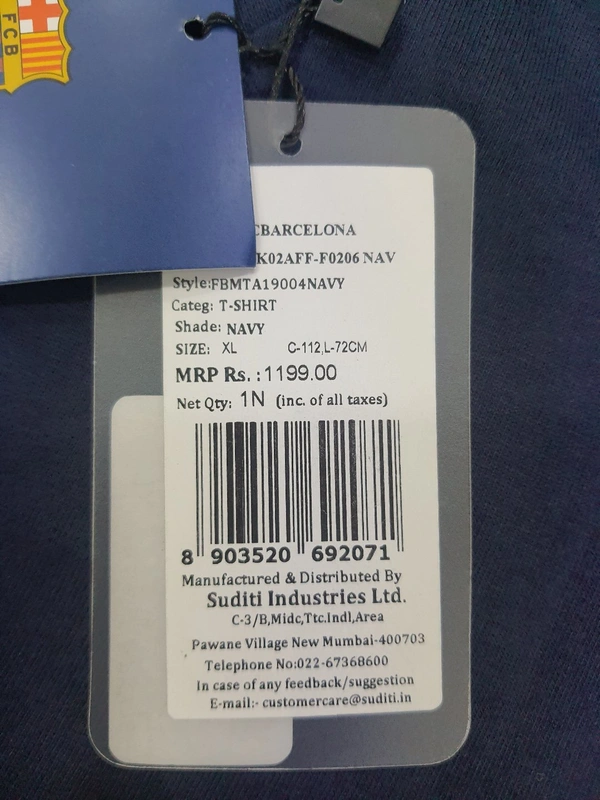 FCB
CBARCELONA
K02AFF-F0206 NAV
Style:FBMTA19004NAVY
Categ: T-SHIRT
Shade: NAVY
SIZE: XL C-112,L-72CM
MRP Rs. :1199.00
Net Qty: 1N (inc. of all taxes)
8 903520 692071
Manufactured & Distributed By
Suditi Industries Ltd.
C-3/B,Midc,Ttc.Indl,Area
Pawane Village New Mumbai-400703
Telephone No:022-67368600
In case of any feedback/suggestion
E-mail:- customercare@suditi.in